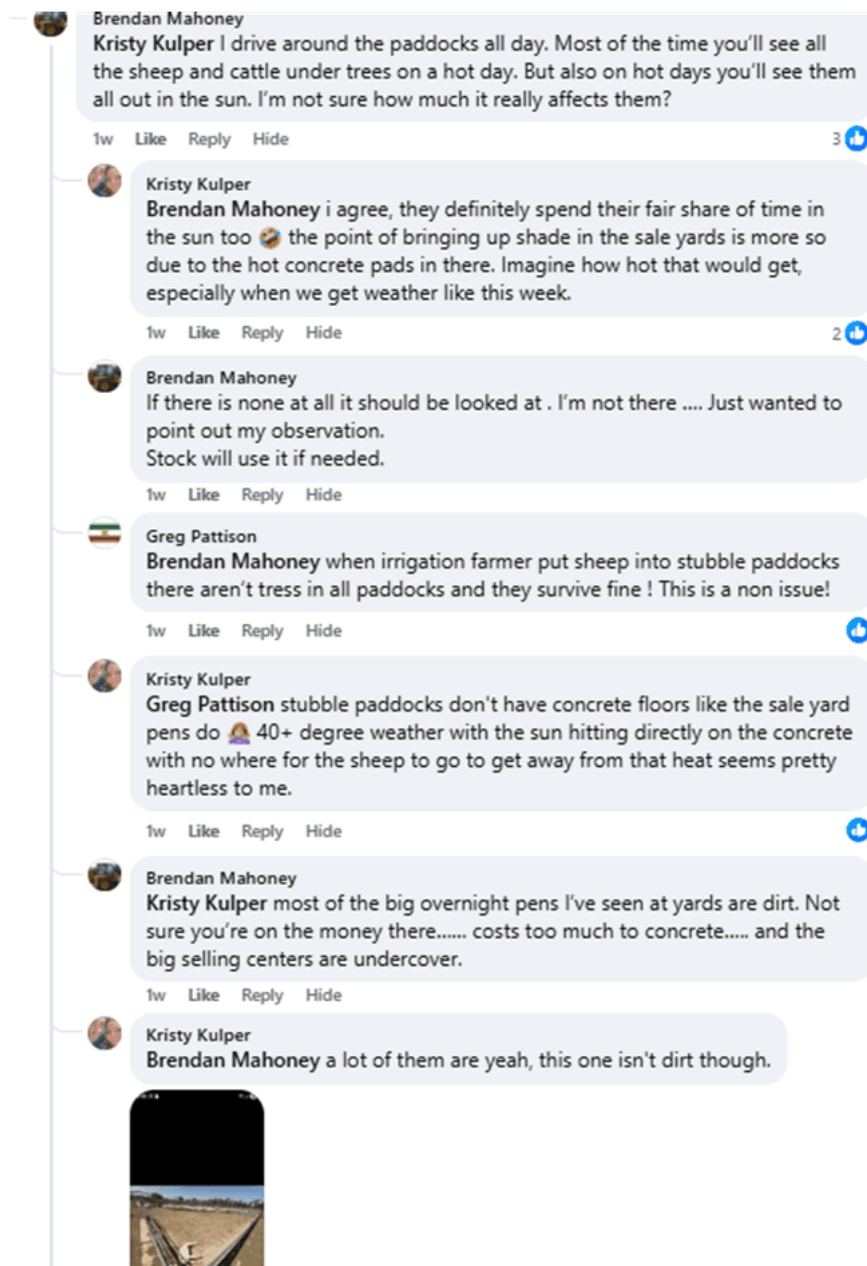 Brendan Mahoney
Kristy Kulper I drive around the paddocks all day. Most of the time you'll see all
the sheep and cattle under trees on a hot day. But also on hot days you'll see them
all out in the sun. I'm not sure how much it really affects them?
1w Like Reply Hide 3
Kristy Kulper
Brendan Mahoney i agree, they definitely spend their fair share of time in
the sun too 🤣 the point of bringing up shade in the sale yards is more so
due to the hot concrete pads in there. Imagine how hot that would get,
especially when we get weather like this week.
1w Like Reply Hide 2
Brendan Mahoney
If there is none at all it should be looked at . I'm not there .... Just wanted to
point out my observation.
Stock will use it if needed.
1w Like Reply Hide
Greg Pattison
Brendan Mahoney when irrigation farmer put sheep into stubble paddocks
there aren't tress in all paddocks and they survive fine ! This is a non issue!
1w Like Reply Hide
Kristy Kulper
Greg Pattison stubble paddocks don't have concrete floors like the sale yard
pens do 🤦🏼‍♀️ 40+ degree weather with the sun hitting directly on the concrete
with no where for the sheep to go to get away from that heat seems pretty
heartless to me.
1w Like Reply Hide
Brendan Mahoney
Kristy Kulper most of the big overnight pens I've seen at yards are dirt. Not
sure you're on the money there...... costs too much to concrete..... and the
big selling centers are undercover.
1w Like Reply Hide
Kristy Kulper
Brendan Mahoney a lot of them are yeah, this one isn't dirt though.